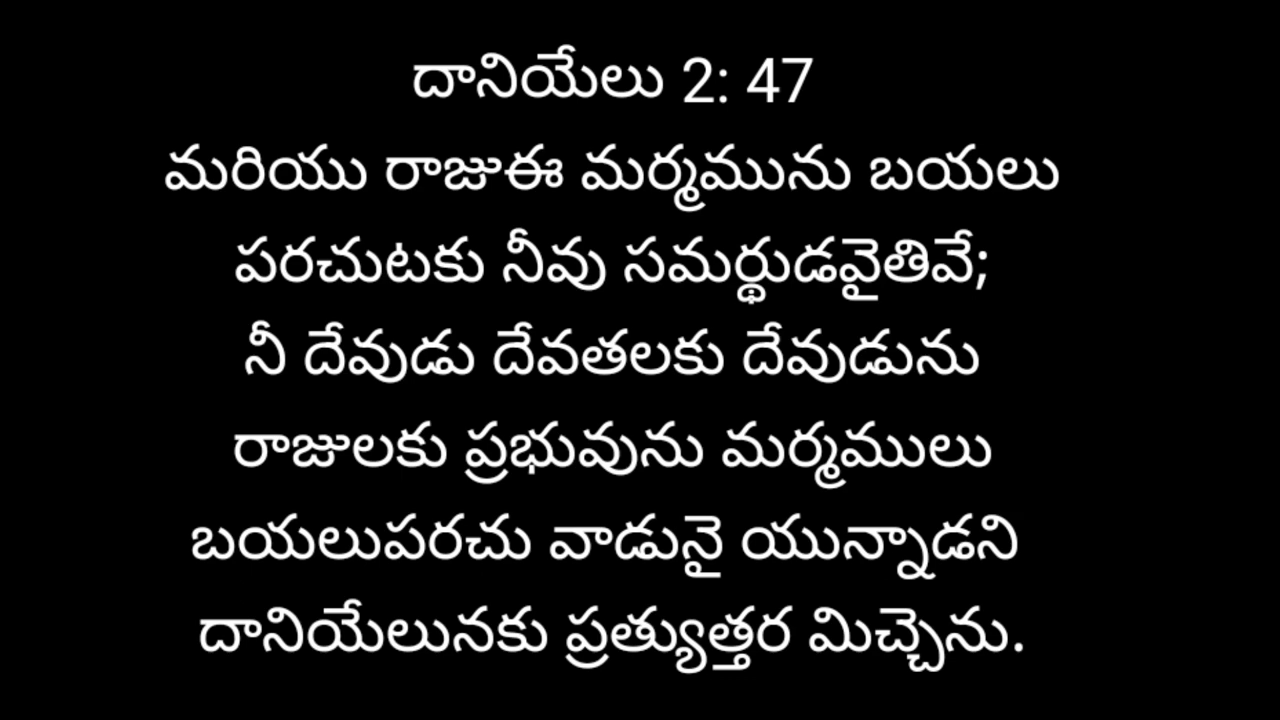 దానియేలు 2: 47
మరియు రాజుఈ మర్మమును బయలు
పరచుటకు నీవు సమర్థుడవైతివే;
నీ దేవుడు దేవతలకు దేవుడును
రాజులకు ప్రభువును మర్మములు
బయలుపరచు వాడునై యున్నాడని
దానియేలునకు ప్రత్యుత్తర మిచ్చెను.